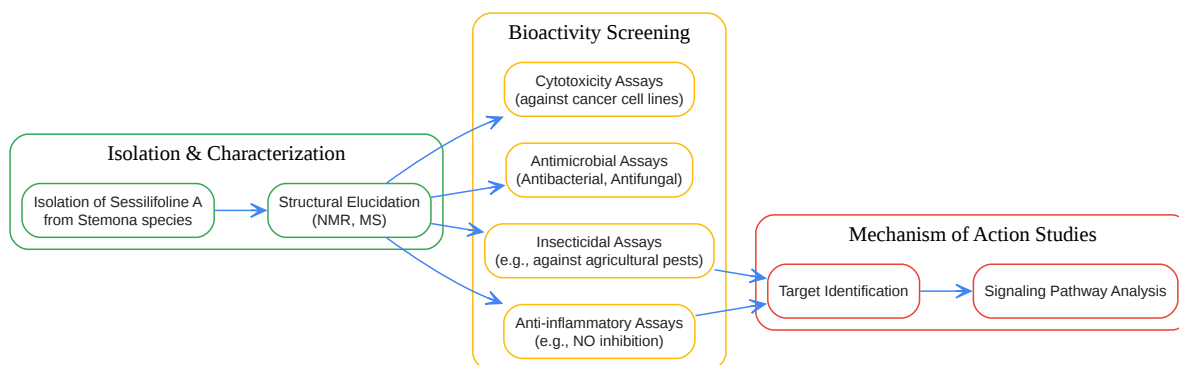 Isolation & Characterization
Isolation of Sessilifoline A
from Stemona species
Structural Elucidation
(NMR, MS)
Bioactivity Screening
Cytotoxicity Assays
(against cancer cell lines)
Antimicrobial Assays
(Antibacterial, Antifungal)
Insecticidal Assays
(e.g., against agricultural pests)
Anti-inflammatory Assays
(e.g., NO inhibition)
Mechanism of Action Studies
Target Identification
Signaling Pathway Analysis